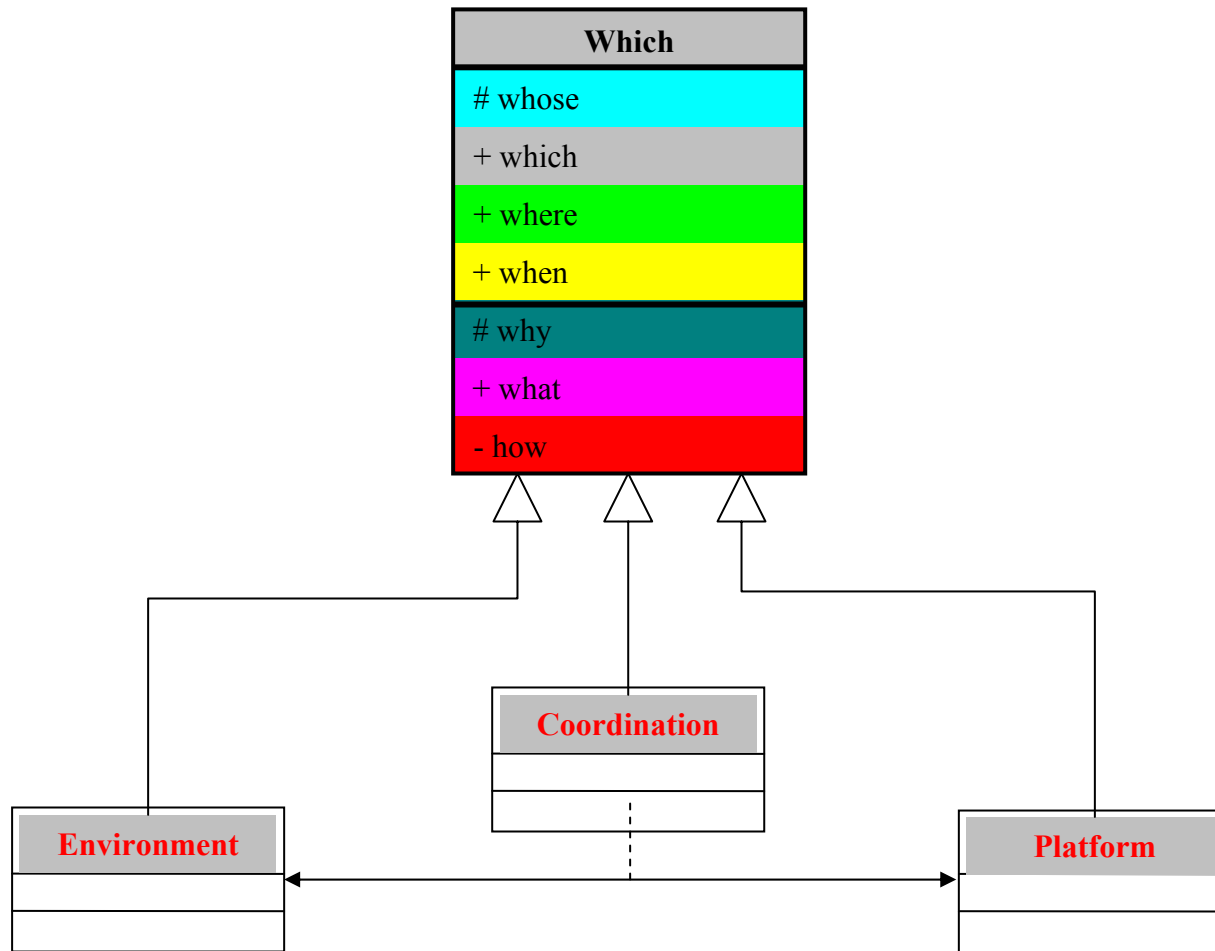 Which
# whose
+ which
+ where
+ when
# why
+ what
- how
Coordination
Environment
Platform